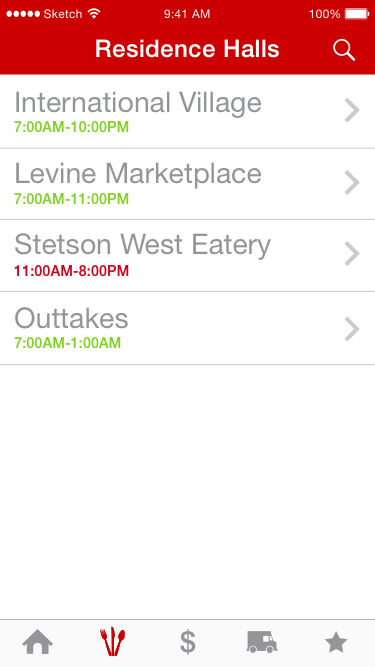 Sketch 9:41 AM 100%
Residence Halls
International Village
7:00AM-10:00PM
Levine Marketplace
7:00AM-11:00PM
Stetson West Eatery
11:00AM-8:00PM
Outtakes
7:00AM-1:00AM
$